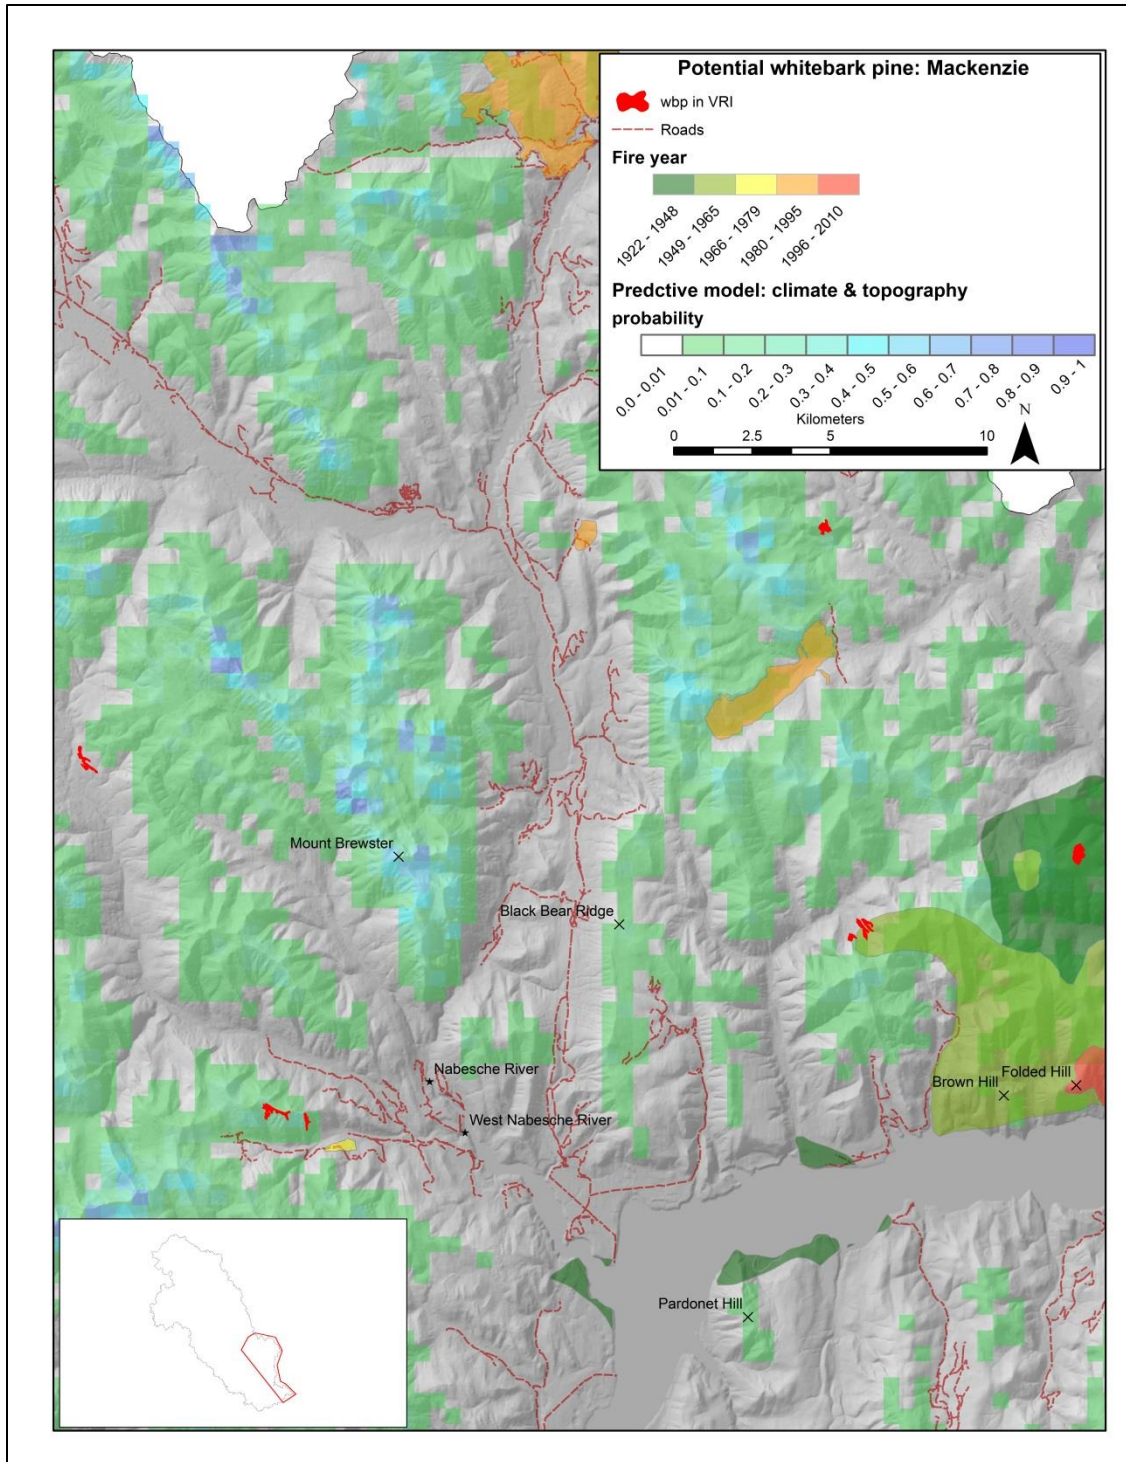 Potential whitebark pine: Mackenzie
wbp in VRI
Roads
Fire year
1922 - 1948
1949 - 1965
1966 - 1979
1980 - 1995
1996 - 2010
Predctive model: climate & topography
probability
0.0 - 0.01
0.01 - 0.1
0.1 - 0.2
0.2 - 0.3
0.3 - 0.4
0.4 - 0.5
0.5 - 0.6
0.6 - 0.7
0.7 - 0.8
0.8 - 0.9
0.9 - 1
Kilometers
0 2.5 5 10
N
Mount Brewster
Black Bear Ridge
Nabesche River
Brown Hill
Folded Hill
West Nabesche River
Pardonet Hill